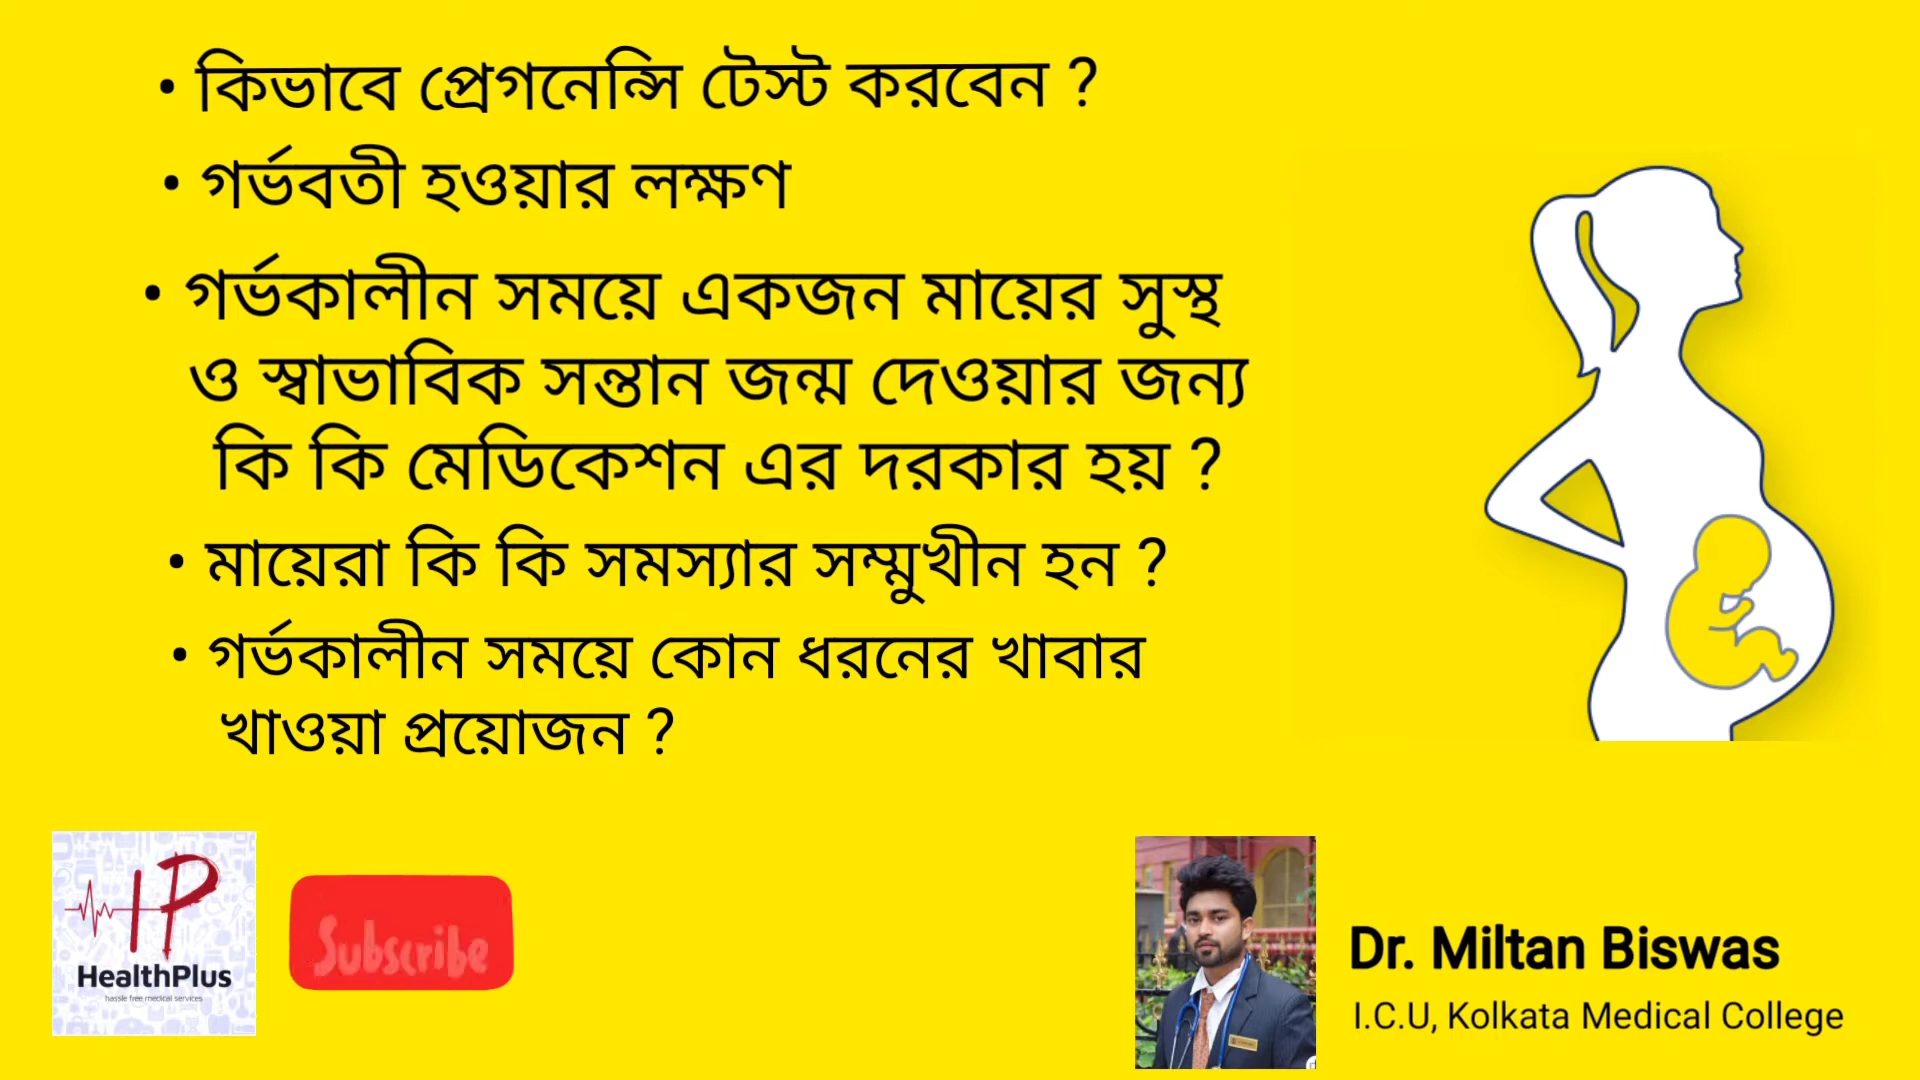 • কিভাবে প্রেগনেন্সি টেস্ট করবেন ?
• গর্ভবতী হওয়ার লক্ষণ
• গর্ভকালীন সময়ে একজন মায়ের সুস্থ
ও স্বাভাবিক সন্তান জন্ম দেওয়ার জন্য
কি কি মেডিকেশন এর দরকার হয় ?
• মায়েরা কি কি সমস্যার সম্মুখীন হন ?
• গর্ভকালীন সময়ে কোন ধরনের খাবার
খাওয়া প্রয়োজন ?
HP
HealthPlus
hassle free medical services
Subscribe
Dr. Miltan Biswas
I.C.U, Kolkata Medical College